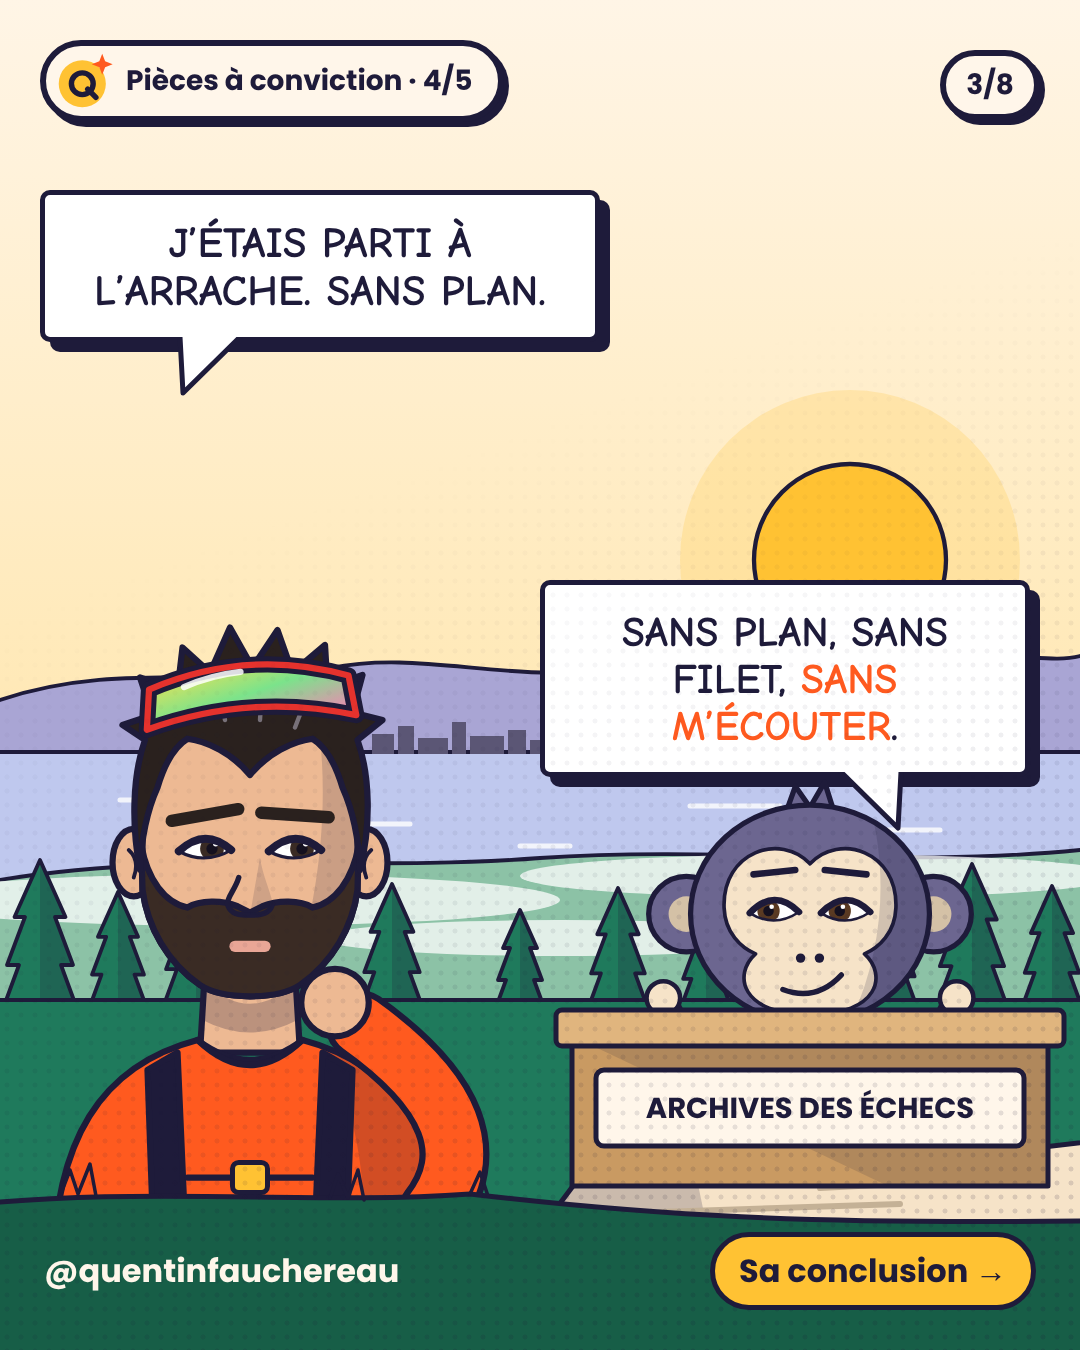 Q Pièces à conviction · 4/5
3/8
J'ÉTAIS PARTI À
L'ARRACHE. SANS PLAN.
SANS PLAN, SANS
FILET, SANS
M'ÉCOUTER.
ARCHIVES DES ÉCHECS
@quentinfauchereau
Sa conclusion →